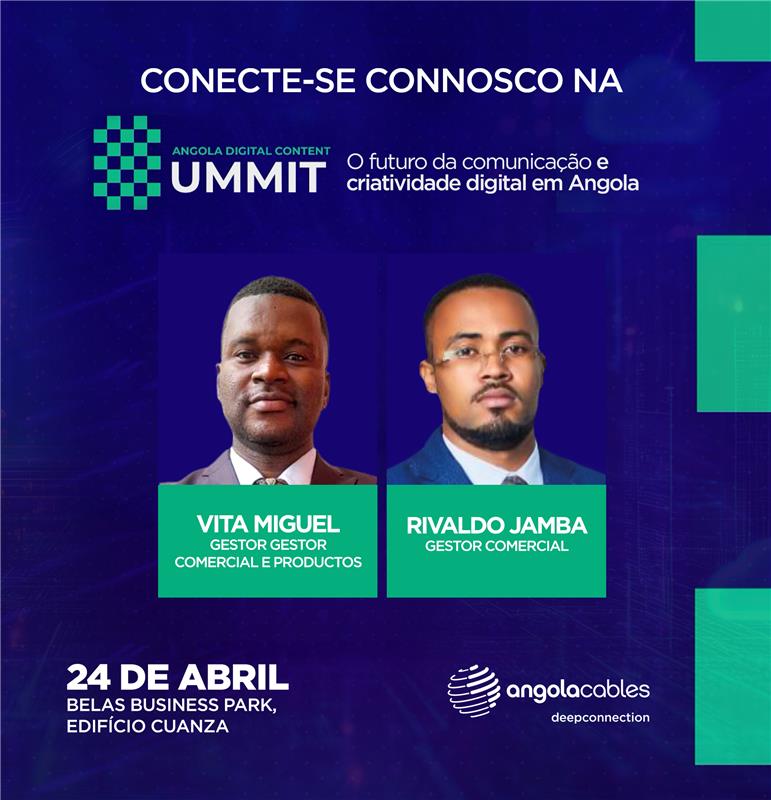 CONECTE-SE CONNOSCO NA
ANGOLA DIGITAL CONTENT
UMMIT
O futuro da comunicação e
criatividade digital em Angola
VITA MIGUEL
GESTOR GESTOR
COMERCIAL E PRODUCTOS
RIVALDO JAMBA
GESTOR COMERCIAL
24 DE ABRIL
BELAS BUSINESS PARK,
EDIFÍCIO CUANZA
angolacables
deepconnection